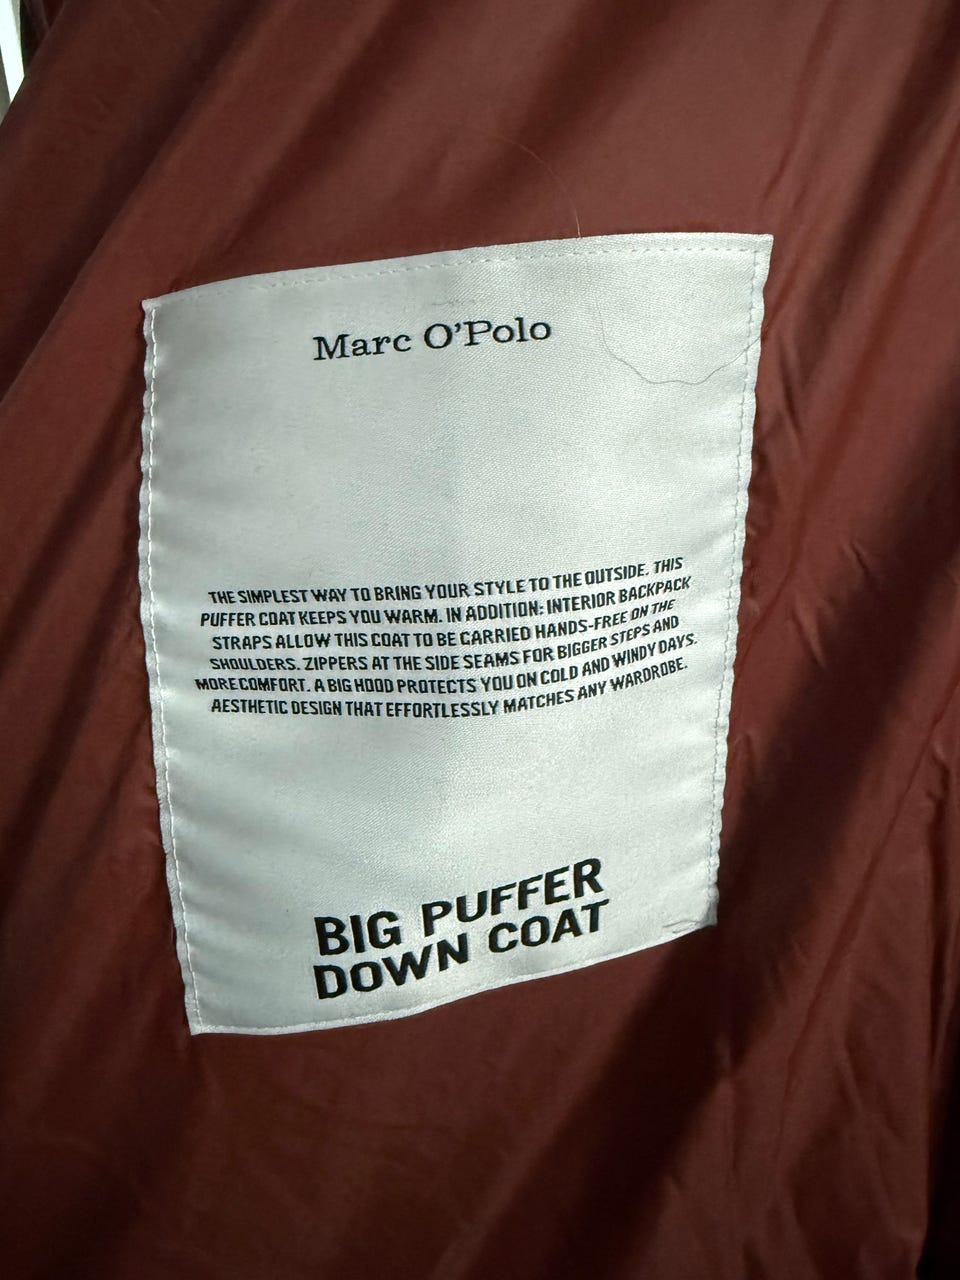 Marc O'Polo
THE SIMPLEST WAY TO BRING YOUR STYLE TO THE OUTSIDE. THIS
PUFFER COAT KEEPS YOU WARM. IN ADDITION: INTERIOR BACKPACK
STRAPS ALLOW THIS COAT TO BE CARRIED HANDS-FREE ON THE
SHOULDERS. ZIPPERS AT THE SIDE SEAMS FOR BIGGER STEPS AND
MORE COMFORT. A BIG HOOD PROTECTS YOU ON COLD AND WINDY DAYS.
AESTHETIC DESIGN THAT EFFORTLESSLY MATCHES ANY WARDROBE.
BIG PUFFER
DOWN COAT